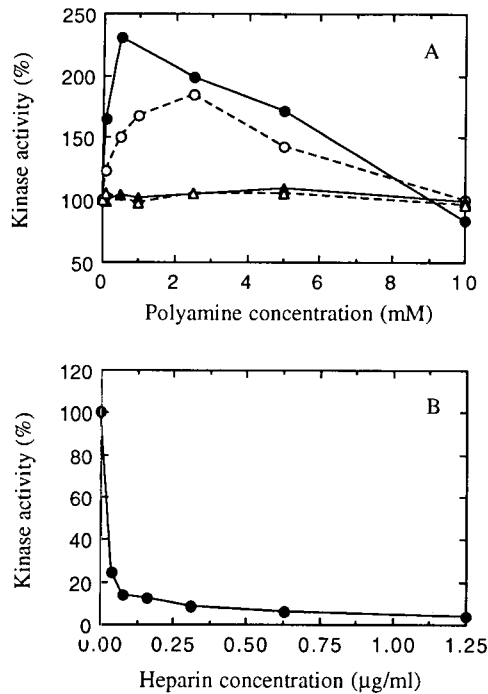 250
200
150
100
50
Kinase activity (%)
A
0 2 4 6 8 10
Polyamine concentration (mM)
120
100
80
60
40
20
0
Kinase activity (%)
B
0.00 0.25 0.50 0.75 1.00 1.25
Heparin concentration (μg/ml)